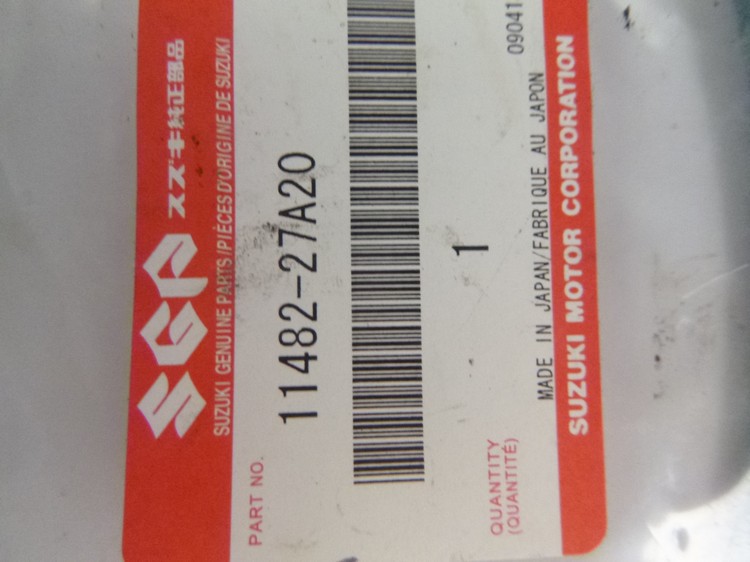 SGP スズキ純正部品
SUZUKI GENUINE PARTS/PIÈCES D'ORIGINE DE SUZUKI
PART NO.
11482-27A20
QUANTITY
(QUANTITÉ)
1
09041
MADE IN JAPAN/FABRIQUE AU JAPON
SUZUKI MOTOR CORPORATION